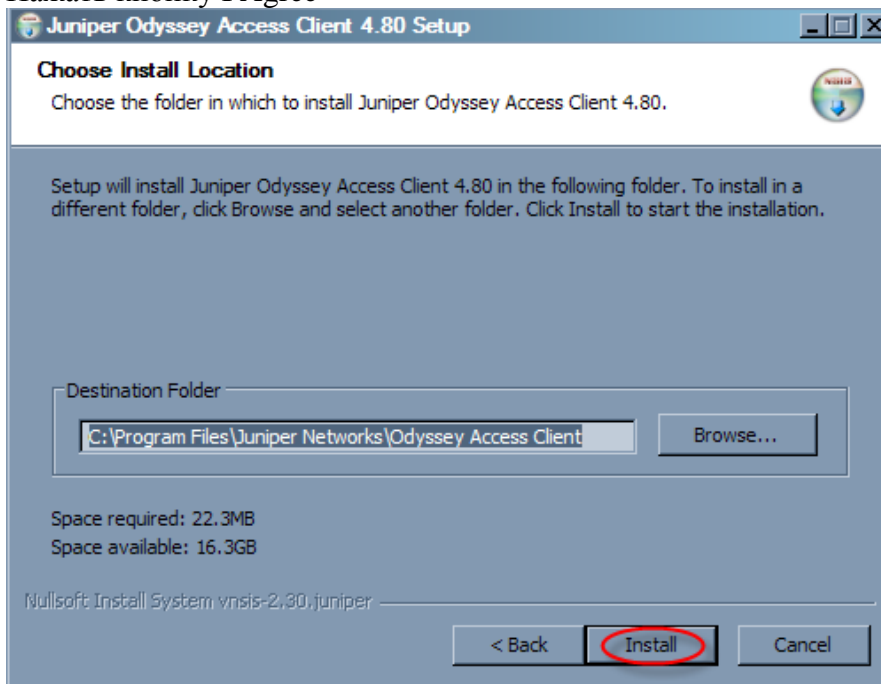 Juniper Odyssey Access Client 4.80 Setup
Choose Install Location
Choose the folder in which to install Juniper Odyssey Access Client 4.80.
NSIS
Setup will install Juniper Odyssey Access Client 4.80 in the following folder. To install in a
different folder, click Browse and select another folder. Click Install to start the installation.
Destination Folder
C:\Program Files\Juniper Networks\Odyssey Access Client
Browse...
Space required: 22.3MB
Space available: 16.3GB
Nullsoft Install System vnsis-2.30.juniper
< Back
Install
Cancel